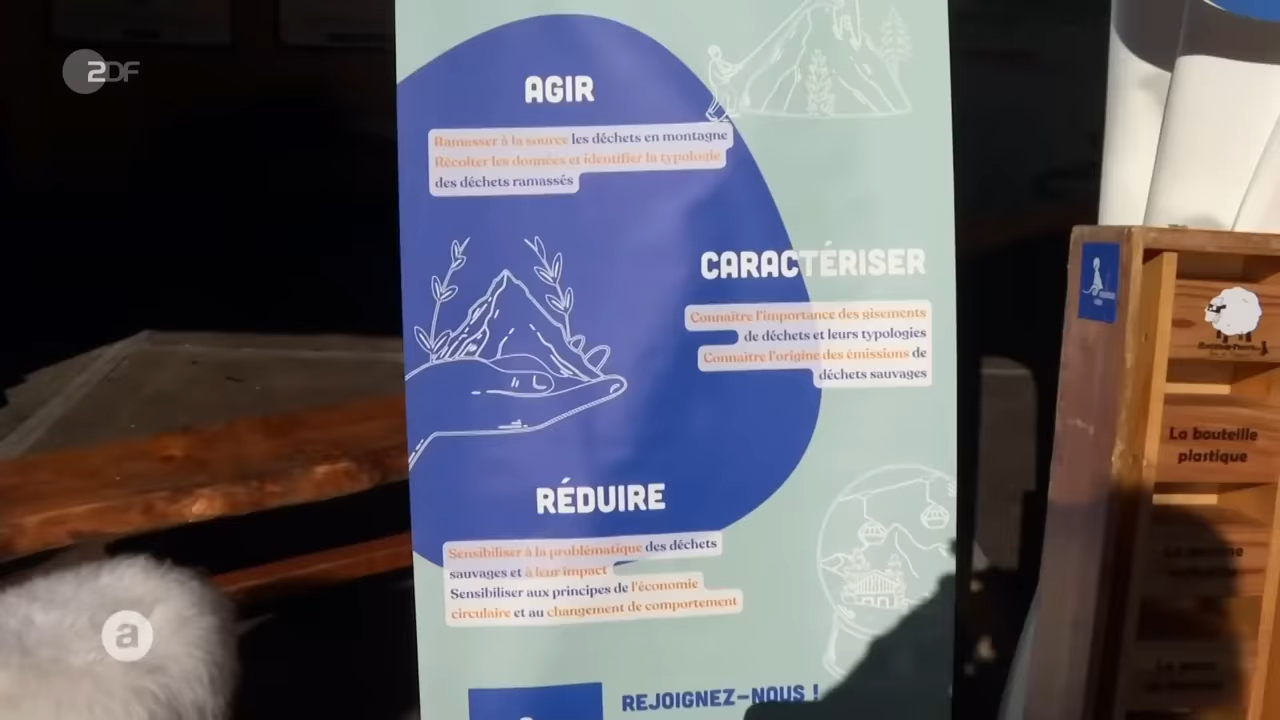 ZDF
AGIR
Ramasser à la source les déchets en montagne
Récolter les données et identifier la typologie
des déchets ramassés
CARACTÉRISER
Connaître l'importance des gisements
de déchets et leurs typologies
Connaître l'origine des émissions de
déchets sauvages
RÉDUIRE
Sensibiliser à la problématique des déchets
sauvages et à leur impact
Sensibiliser aux principes de l'économie
circulaire et au changement de comportement
REJOIGNEZ-NOUS !
La bouteille
plastique
a